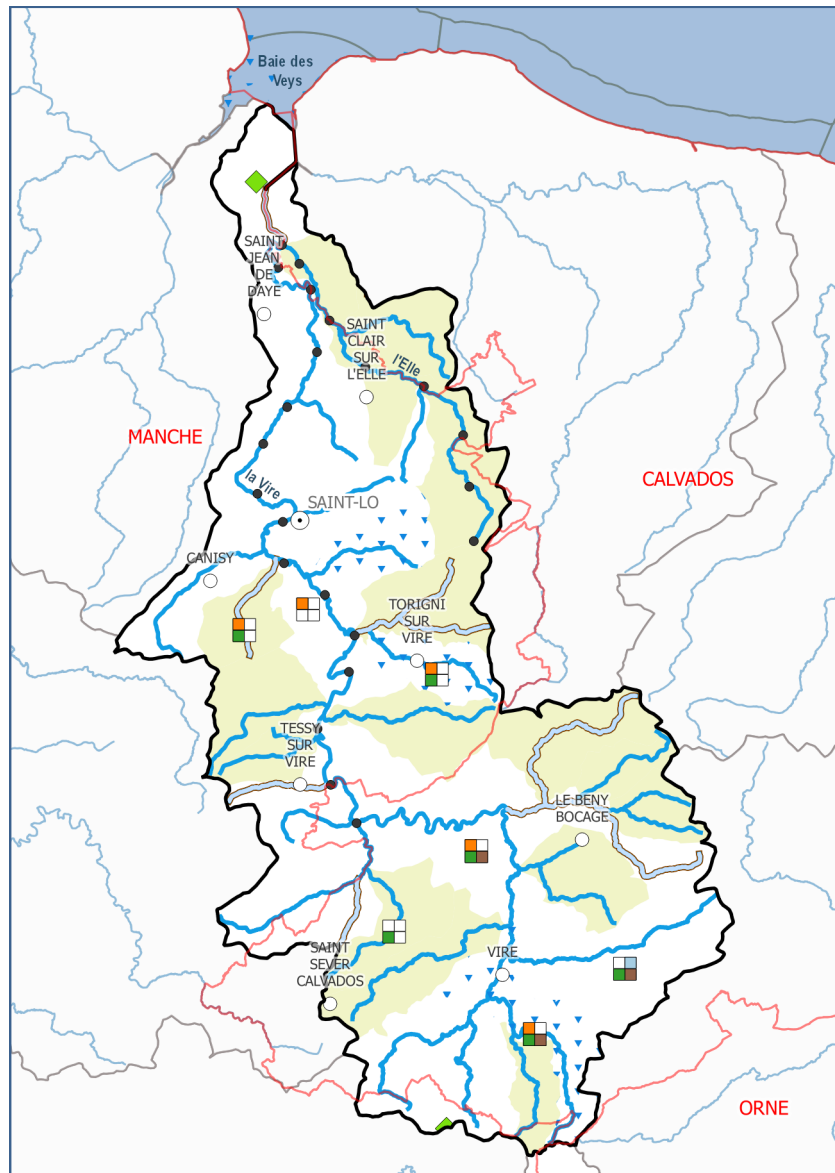 Baie des
Veys
SAINT
JEAN
DE
DAYE
SAINT
CLAIR
SUR
L'ELLE
l'Elle
MANCHE
CALVADOS
la Vire
SAINT-LO
CANISY
TORIGNI
SUR
VIRE
TESSY
SUR
VIRE
LE BENY
BOCAGE
SAINT
SEVER
CALVADOS
VIRE
ORNE